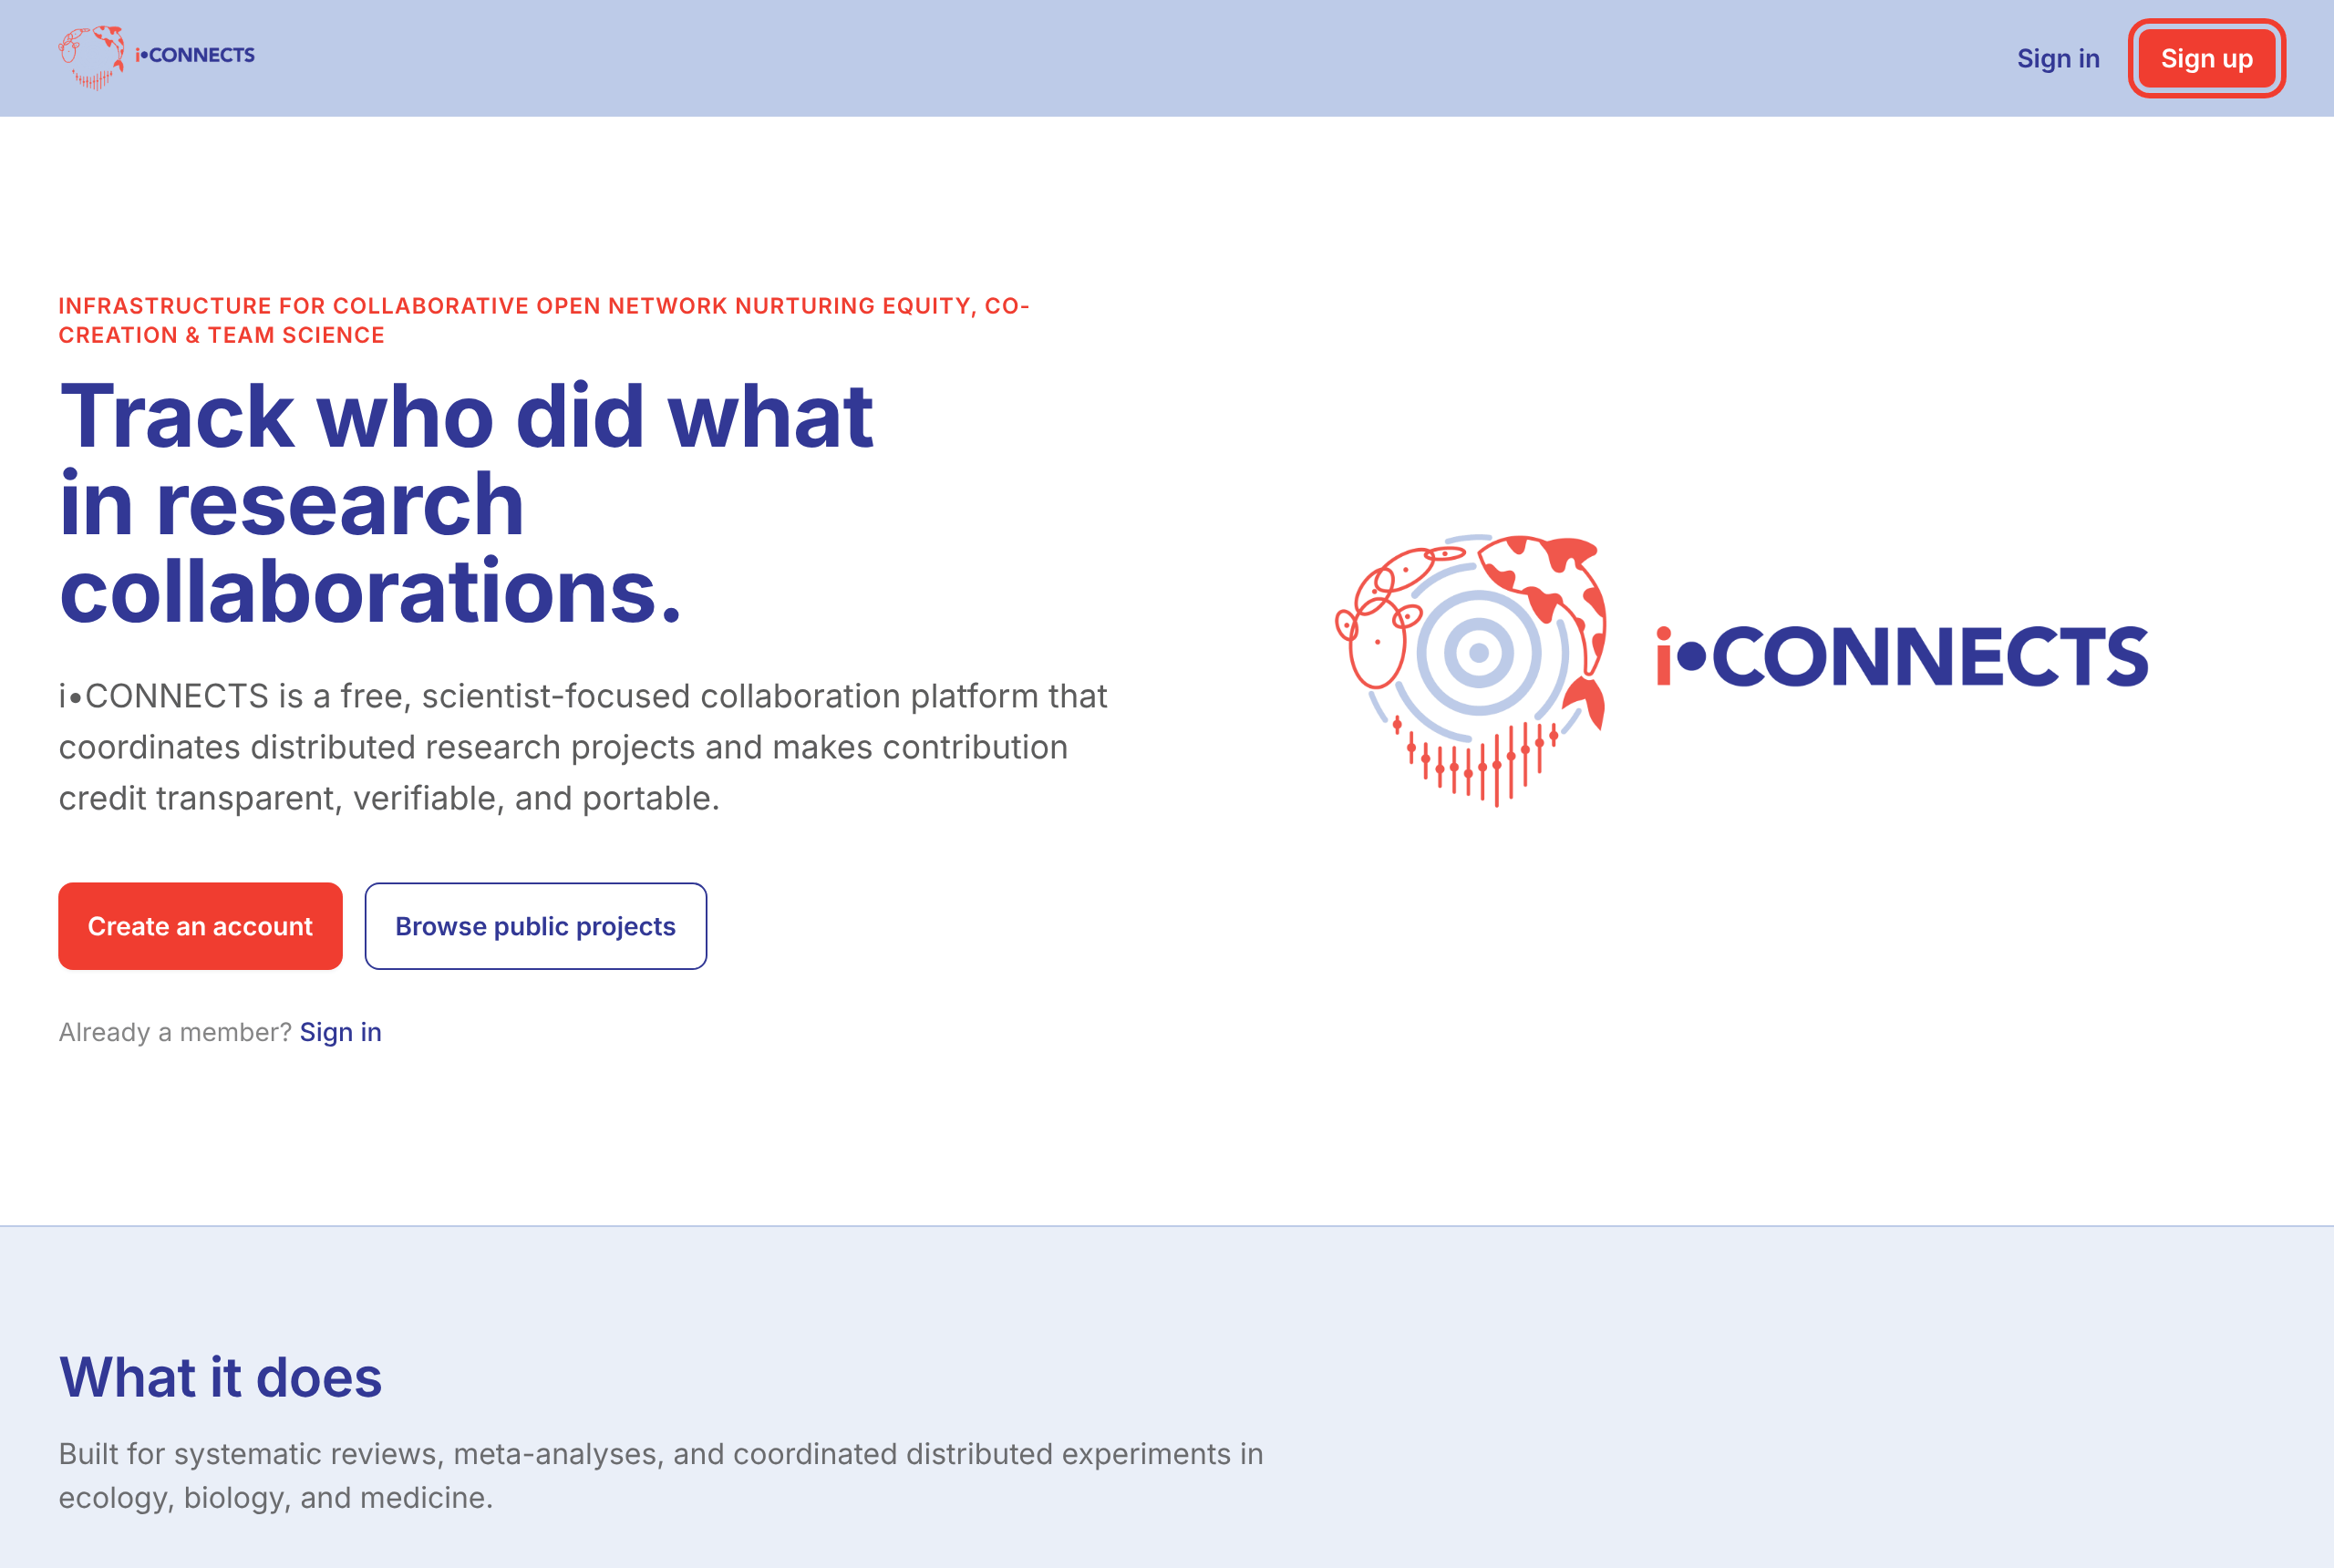 i•CONNECTS
Sign in
Sign up
INFRASTRUCTURE FOR COLLABORATIVE OPEN NETWORK NURTURING EQUITY, CO-
CREATION & TEAM SCIENCE
Track who did what
in research
collaborations.
i•CONNECTS is a free, scientist-focused collaboration platform that
coordinates distributed research projects and makes contribution
credit transparent, verifiable, and portable.
Create an account
Browse public projects
Already a member? Sign in
i•CONNECTS
What it does
Built for systematic reviews, meta-analyses, and coordinated distributed experiments in
ecology, biology, and medicine.